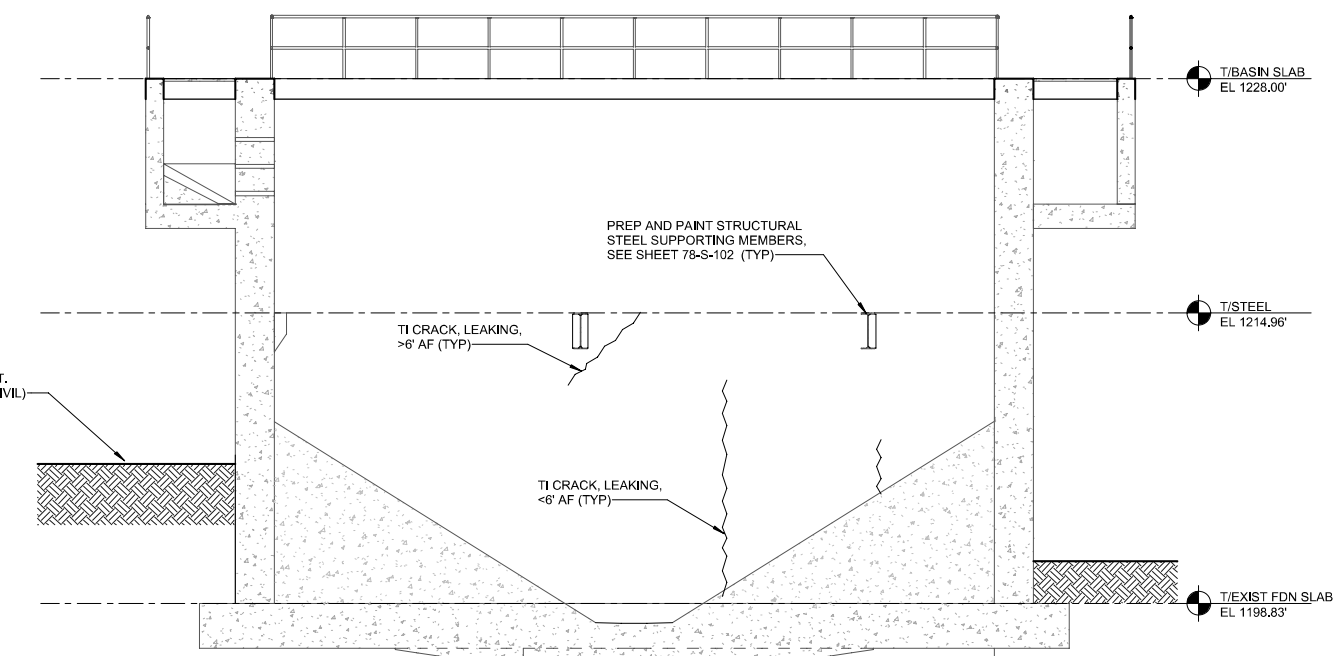 T/BASIN SLAB
EL 1228.00'
PREP AND PAINT STRUCTURAL
STEEL SUPPORTING MEMBERS,
SEE SHEET 78-S-102 (TYP)
T/STEEL
EL 1214.96'
TI CRACK, LEAKING,
>6' AF (TYP)
T.
IVIL)
TI CRACK, LEAKING,
<6' AF (TYP)
T/EXIST FDN SLAB
EL 1198.83'